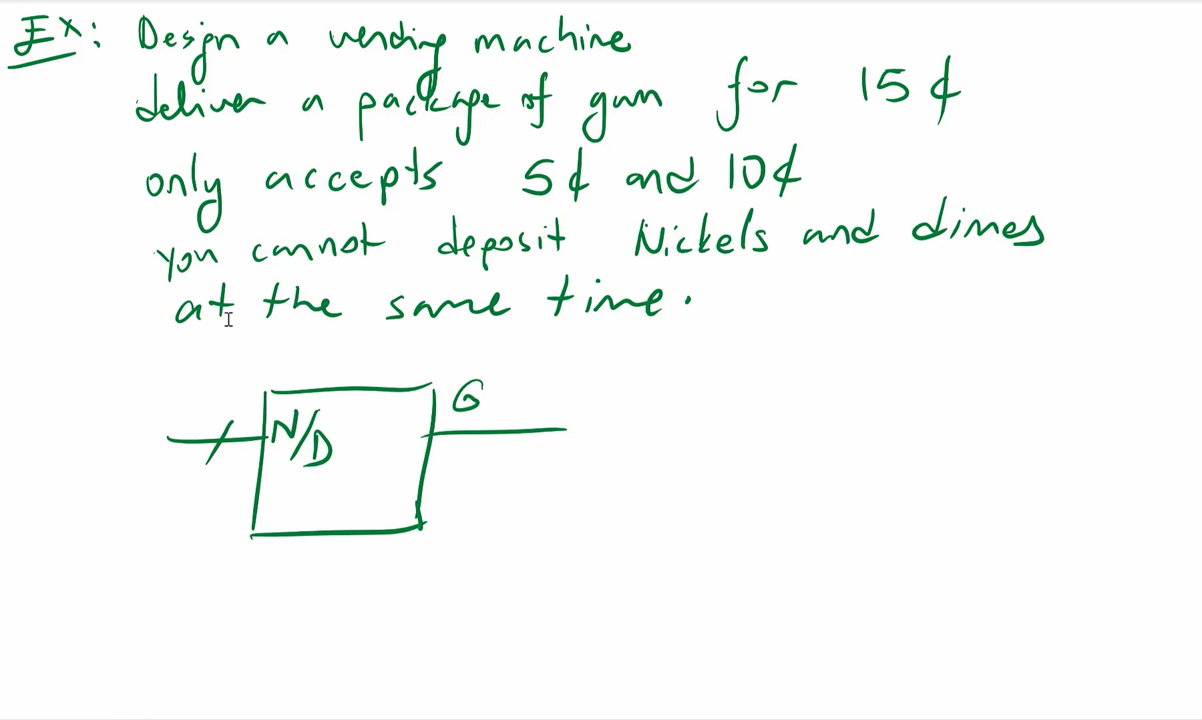 Ex: Design a vending machine
deliver a package of gum for 15¢
only accepts 5¢ and 10¢
you cannot deposit Nickels and dimes
at the same time.
G
N/D